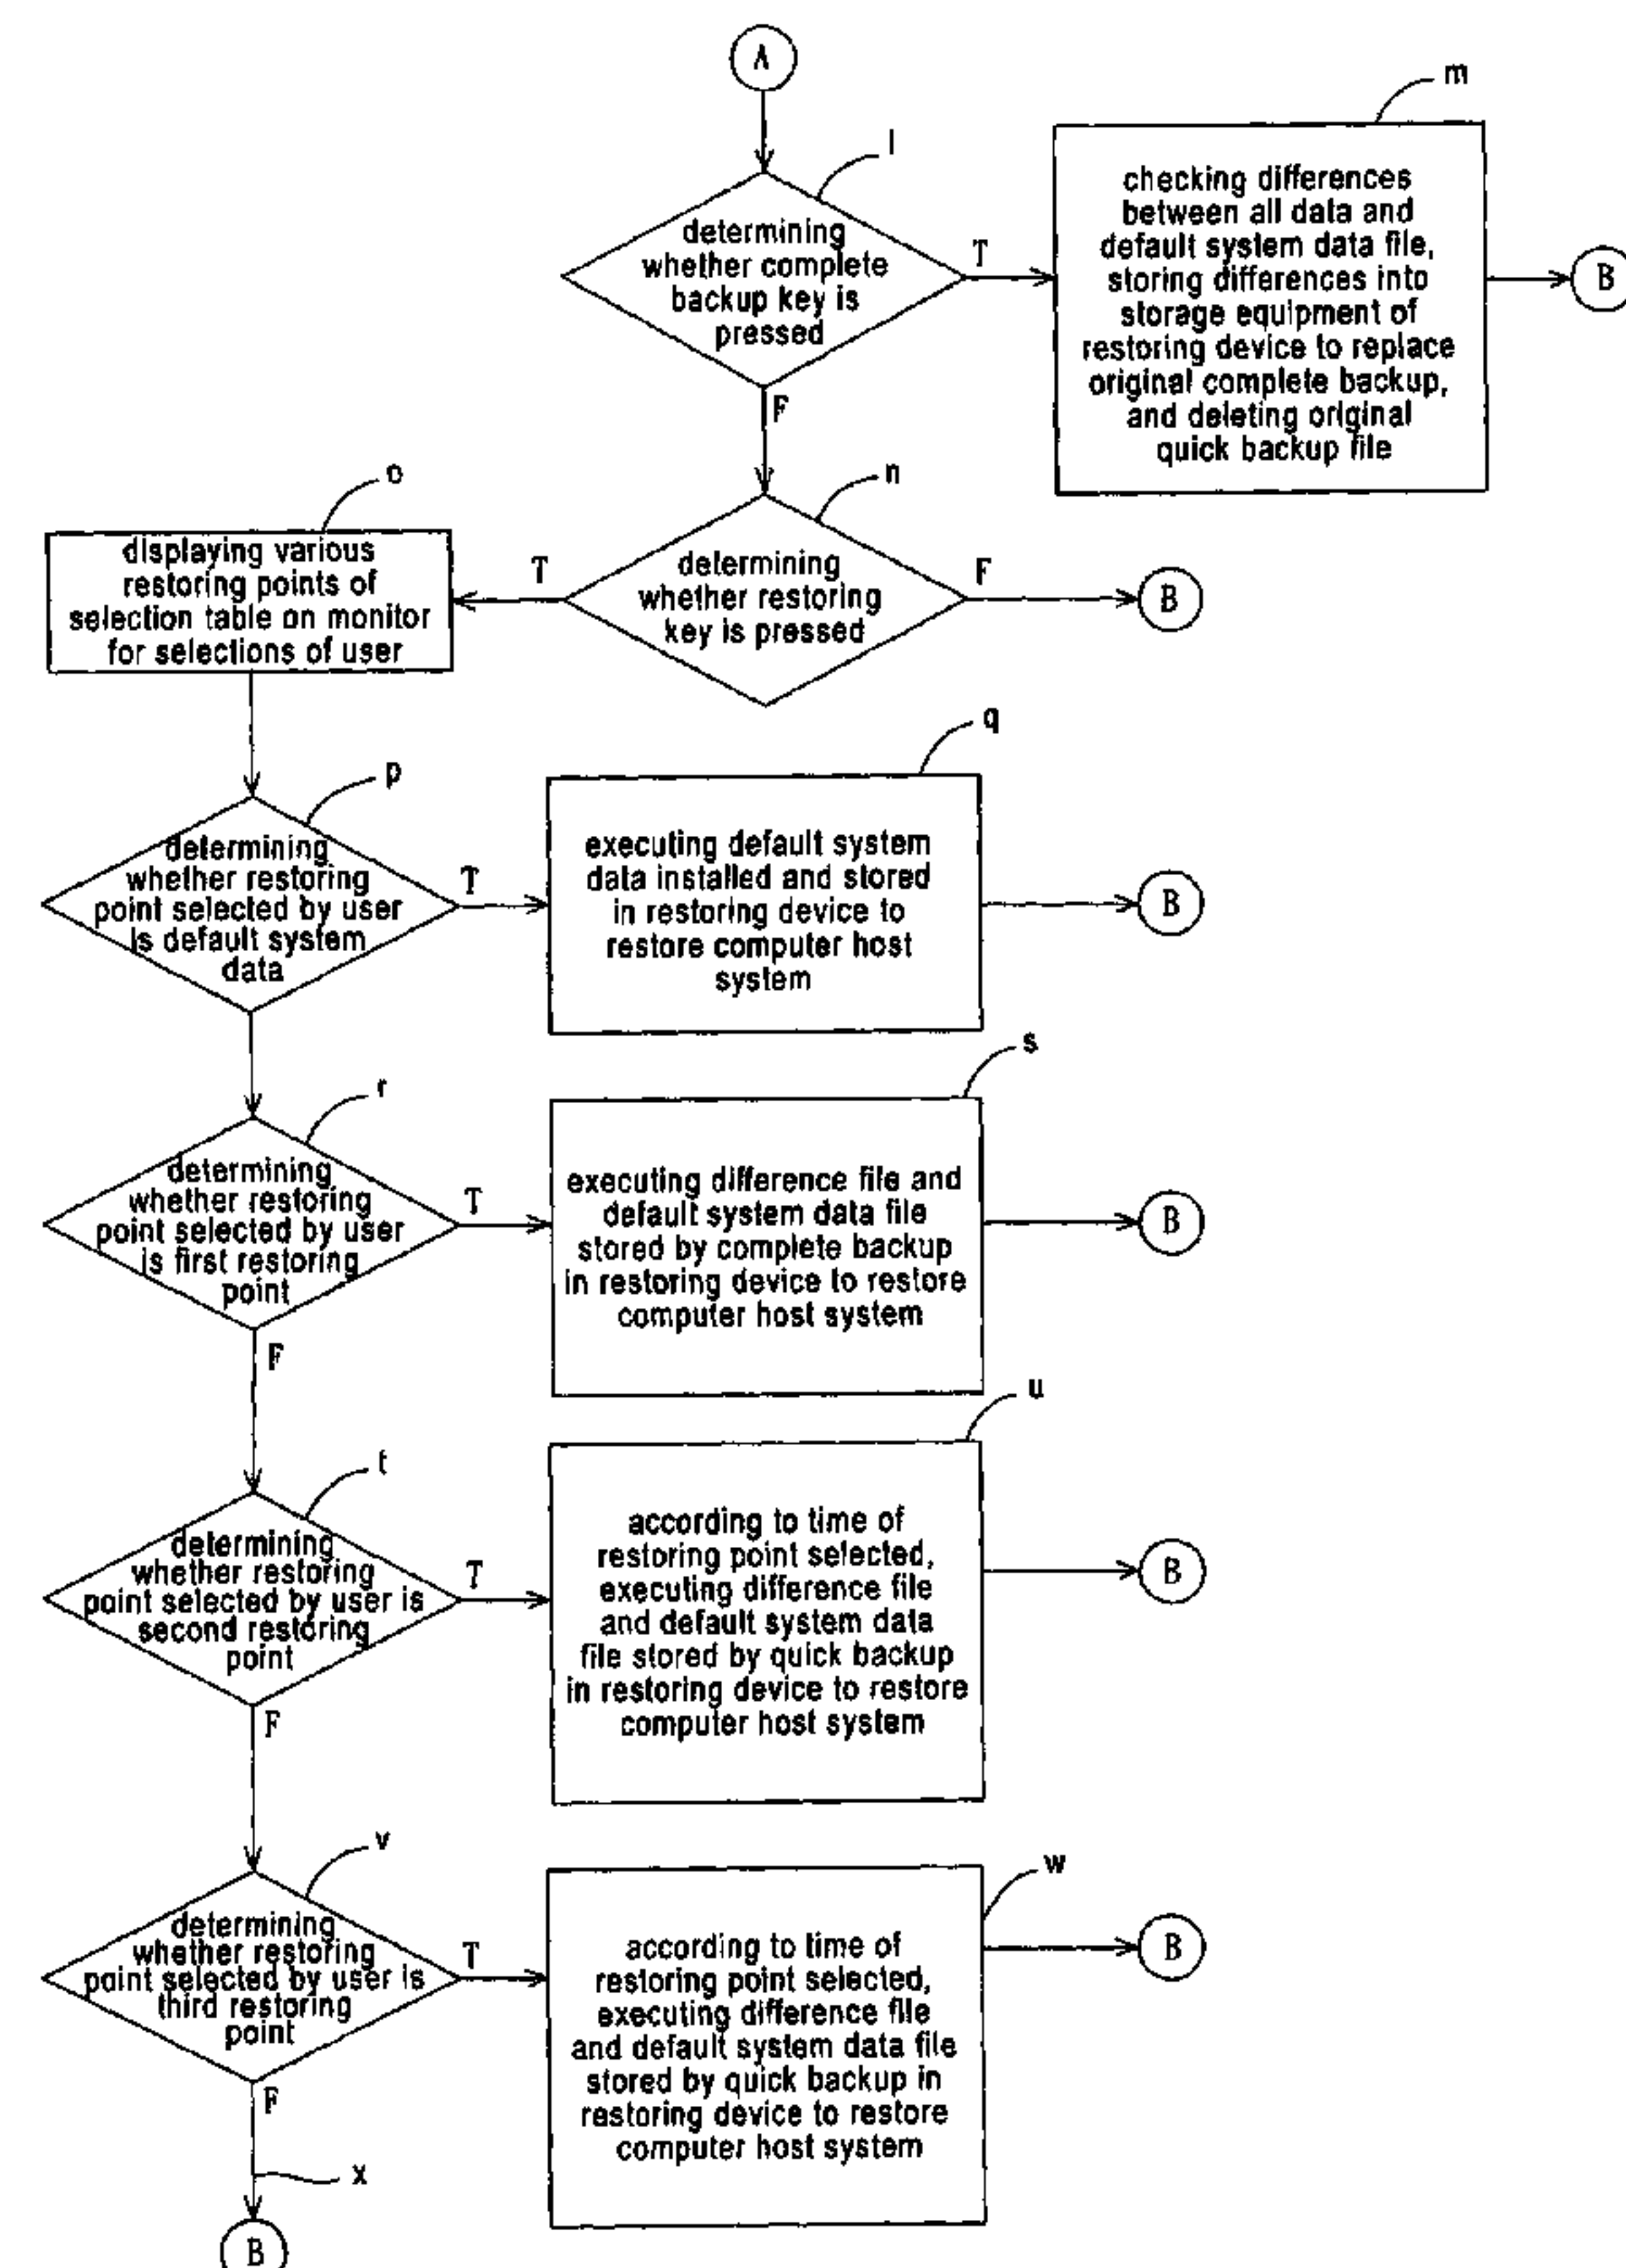 A
l
determining
whether complete
backup key is
pressed
T
F
m
checking differences
between all data and
default system data file,
storing differences into
storage equipment of
restoring device to replace
original complete backup,
and deleting original
quick backup file
B
n
determining
whether restoring
key is pressed
T
F
B
o
displaying various
restoring points of
selection table on monitor
for selections of user
p
determining
whether restoring
point selected by user
is default system
data
T
q
executing default system
data installed and stored
in restoring device to
restore computer host
system
B
r
determining
whether restoring
point selected by user
is first restoring
point
T
F
s
executing difference file and
default system data file
stored by complete backup
in restoring device to restore
computer host system
B
t
determining
whether restoring
point selected by user is
second restoring
point
T
F
u
according to time of
restoring point selected,
executing difference file
and default system data
file stored by quick backup
in restoring device to restore
computer host system
B
v
determining
whether restoring
point selected by user is
third restoring
point
T
F
w
according to time of
restoring point selected,
executing difference file
and default system data file
stored by quick backup in
restoring device to restore
computer host system
B
x
B